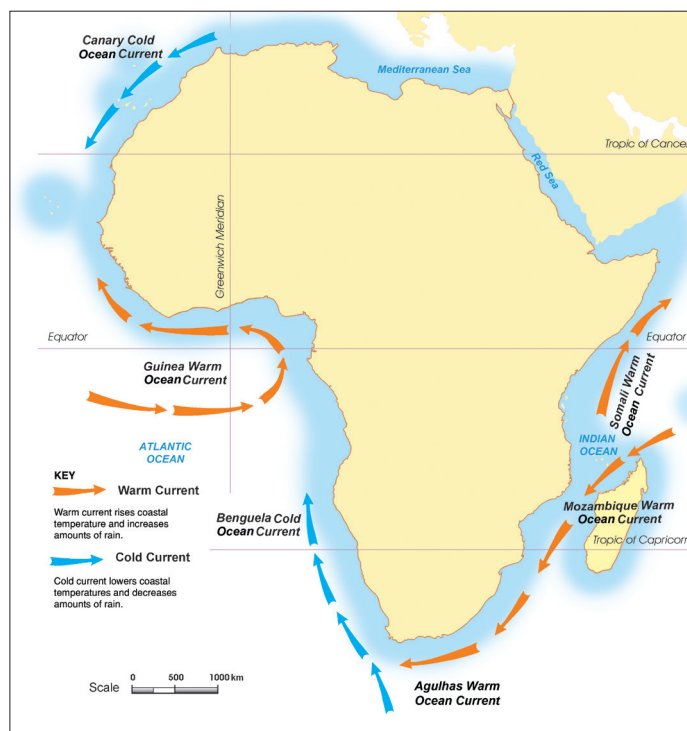 Canary Cold
Ocean Current
Mediterranean Sea
Tropic of Cancer
Red Sea
Greenwich Meridian
Equator
Equator
Guinea Warm
Ocean Current
Somali Warm
Ocean Current
ATLANTIC
OCEAN
INDIAN
OCEAN
KEY
Warm Current
Warm current rises coastal
temperature and increases
amounts of rain.
Cold Current
Cold current lowers coastal
temperatures and decreases
amounts of rain.
Benguela Cold
Ocean Current
Mozambique Warm
Ocean Current
Tropic of Capricorn
Agulhas Warm
Ocean Current
Scale
0 500 1000 km